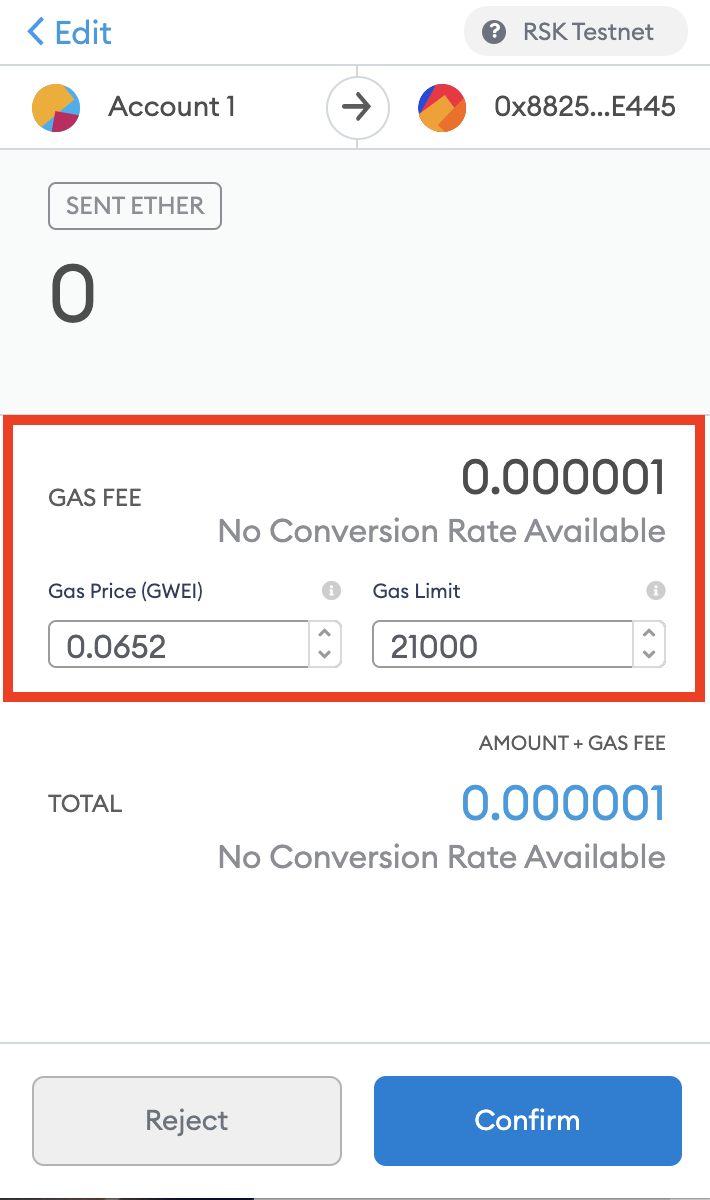 Edit
RSK Testnet
Account 1
0x8825...E445
SENT ETHER
0
GAS FEE
0.000001
No Conversion Rate Available
Gas Price (GWEI)
Gas Limit
0.0652
21000
AMOUNT + GAS FEE
TOTAL
0.000001
No Conversion Rate Available
Reject
Confirm